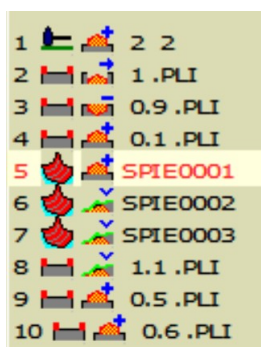 1 2 2
2 1.PLI
3 0.9.PLI
4 0.1.PLI
5 SPIE0001
6 SPIE0002
7 SPIE0003
8 1.1.PLI
9 0.5.PLI
10 0.6.PLI